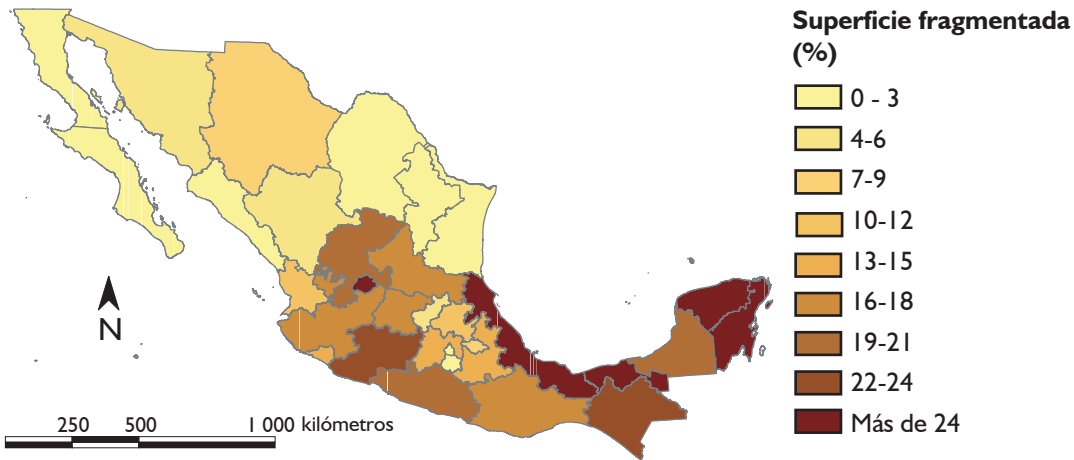 Superficie fragmentada
(%)
0 - 3
4-6
7-9
10-12
13-15
16-18
19-21
22-24
Más de 24
N
250 500 1 000 kilómetros